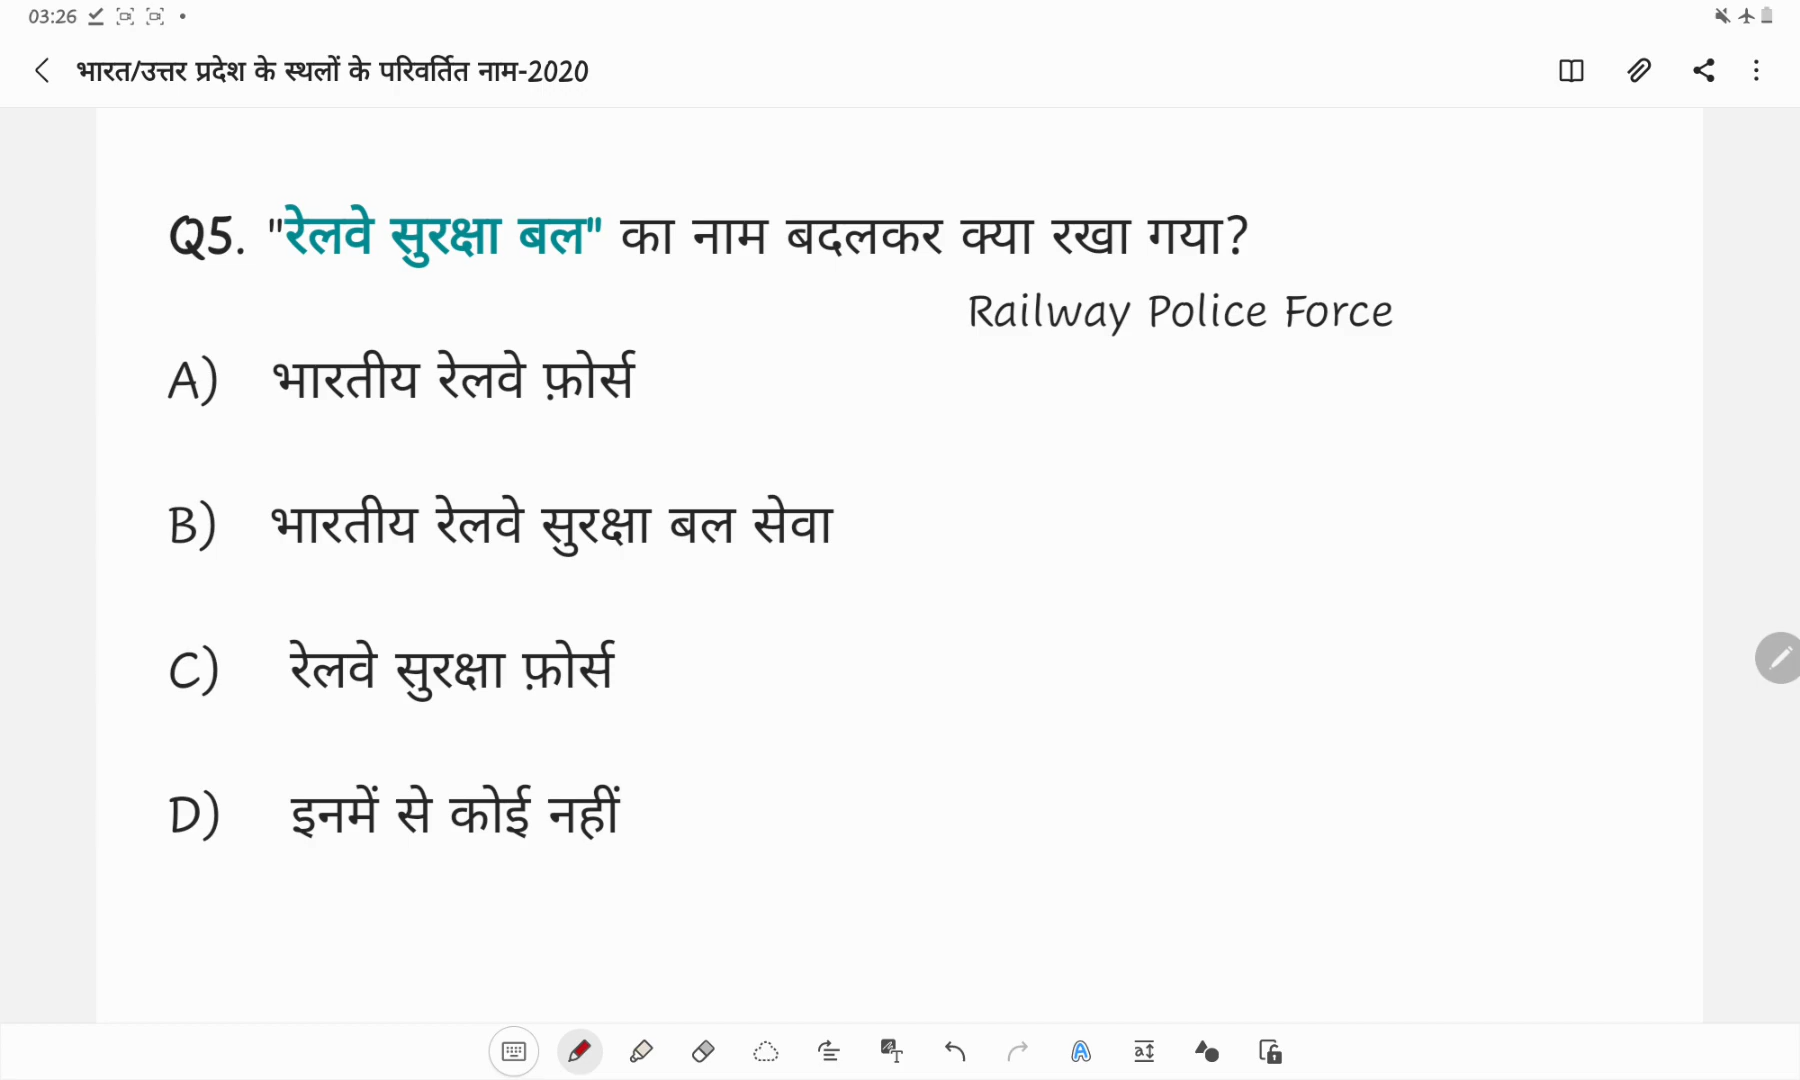 03:26
भारत/उत्तर प्रदेश के स्थलों के परिवर्तित नाम-2020
Q5. "रेलवे सुरक्षा बल" का नाम बदलकर क्या रखा गया?
Railway Police Force
A) भारतीय रेलवे फ़ोर्स
B) भारतीय रेलवे सुरक्षा बल सेवा
C) रेलवे सुरक्षा फ़ोर्स
D) इनमें से कोई नहीं